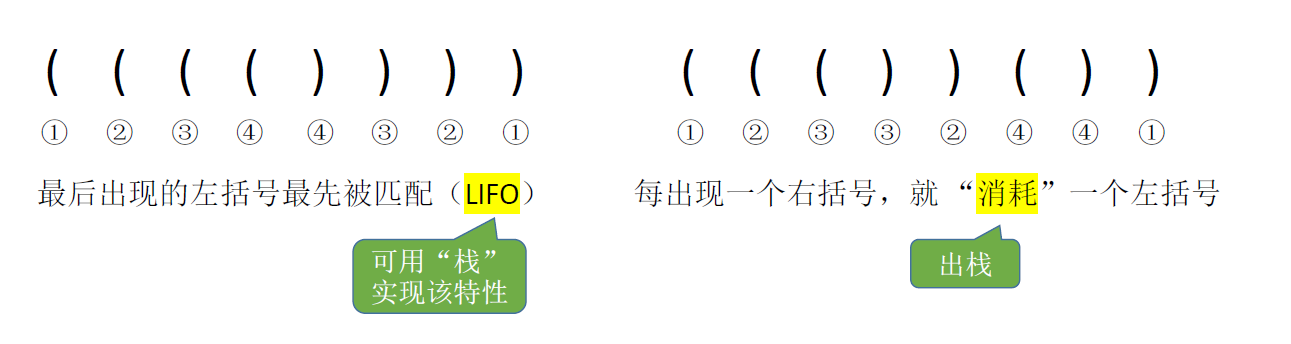 ( ( ( ( ) ) ) )
① ② ③ ④ ④ ③ ② ①
最后出现的左括号最先被匹配（LIFO）
可用“栈”
实现该特性
( ( ( ) ) ( ) )
① ② ③ ③ ② ④ ④ ①
每出现一个右括号，就“消耗”一个左括号
出栈